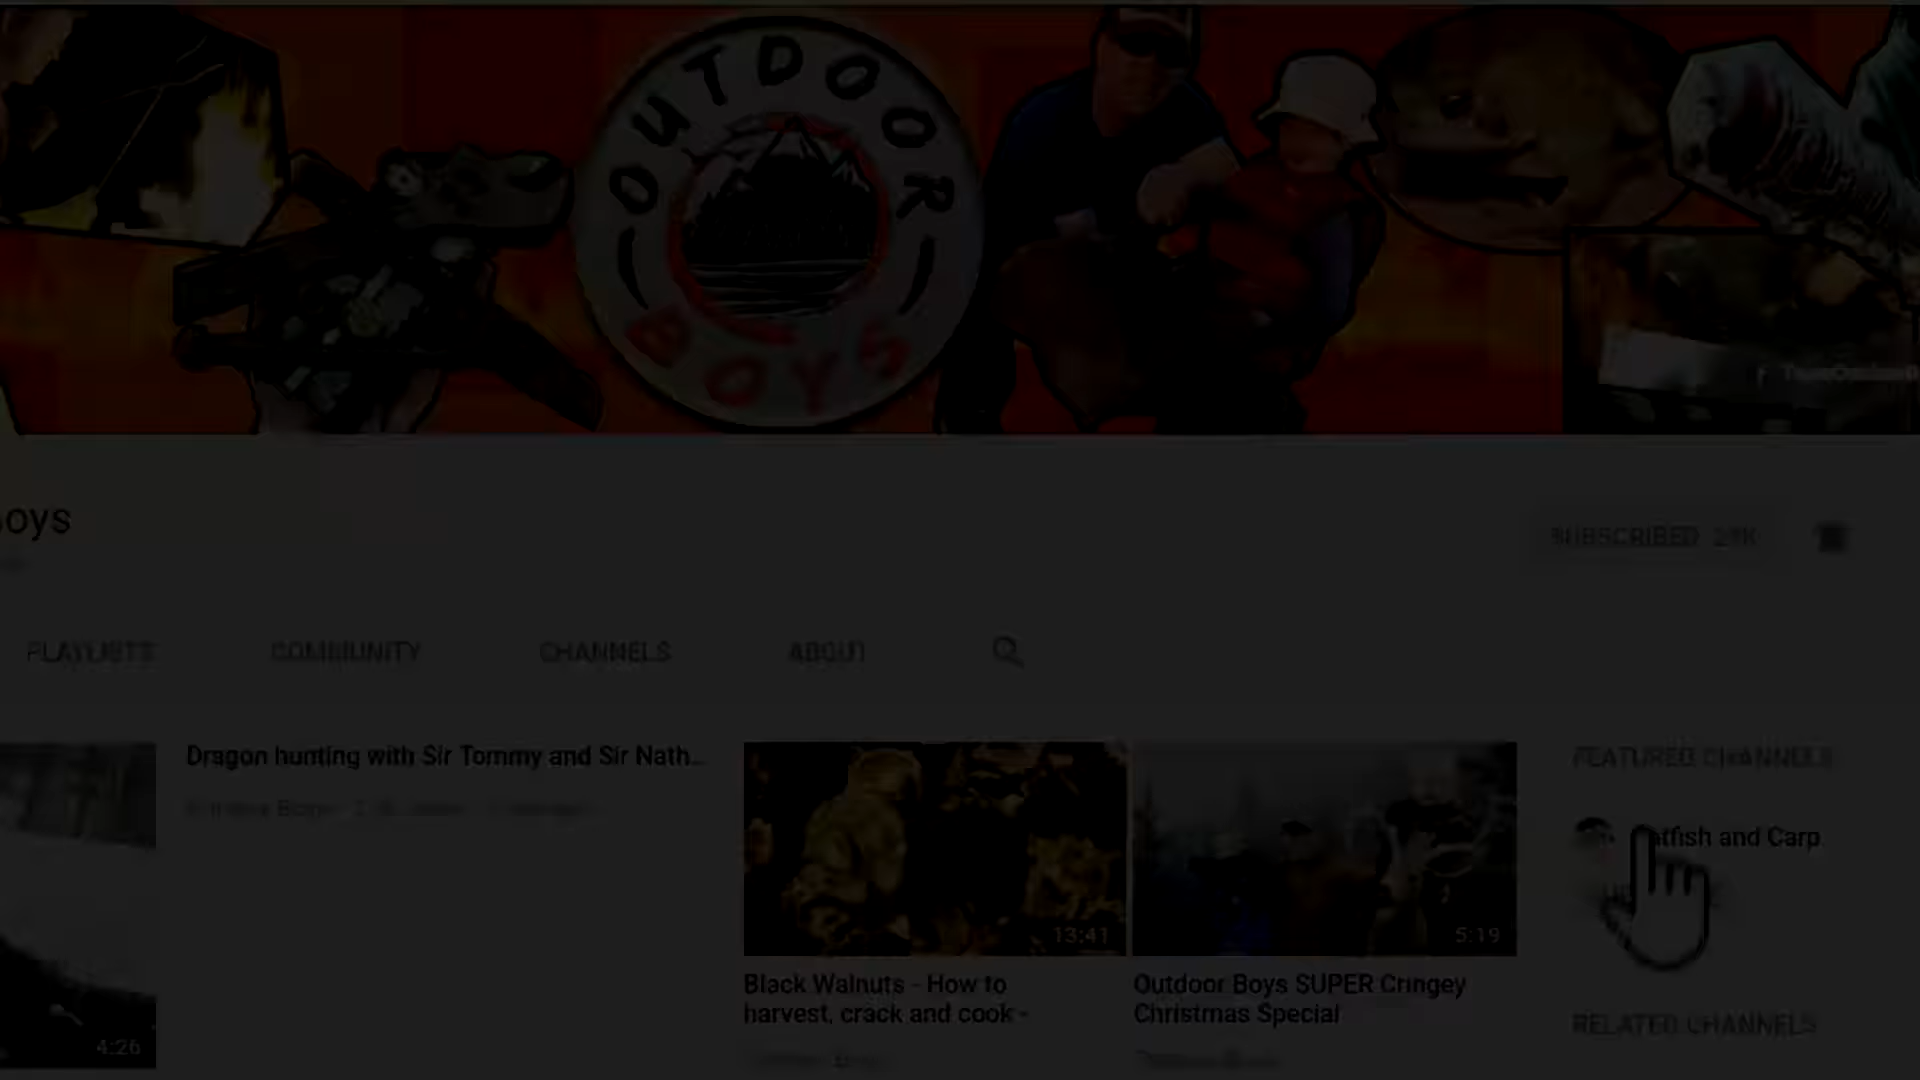 OUTDOOR
BOYS
oys
SUBSCRIBED
PLAYLISTS COMMUNITY CHANNELS ABOUT
Dragon hunting with Sir Tommy and Sir Nath...
FEATURED CHANNELS
atfish and Carp
13:41
5:19
Black Walnuts - How to
harvest, crack and cook -
Outdoor Boys SUPER Cringey
Christmas Special
RELATED CHANNELS
4:26